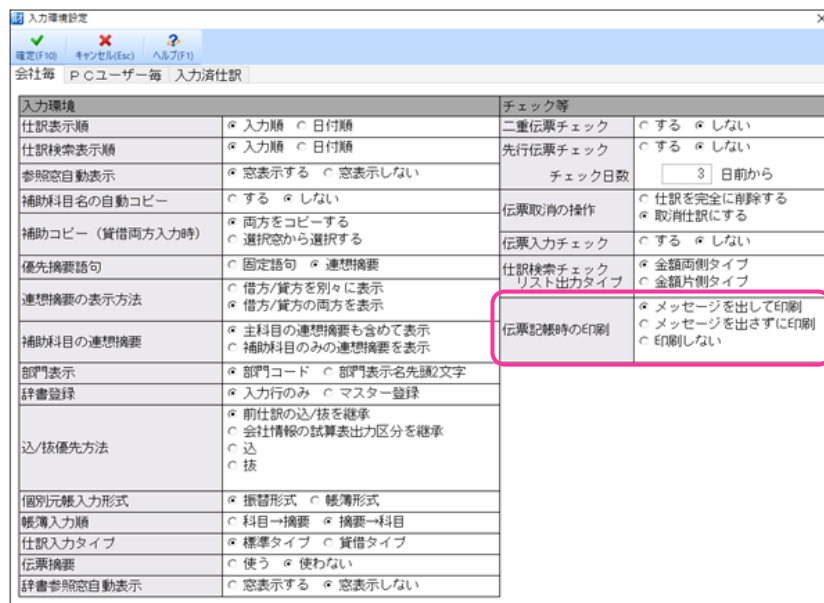 入力環境設定
確定(F10) キャンセル(Esc) ヘルプ(F1)
会社毎 PCユーザー毎 入力済仕訳
入力環境
仕訳表示順 入力順 日付順
仕訳検索表示順 入力順 日付順
参照窓自動表示 窓表示する 窓表示しない
補助科目名の自動コピー する しない
補助コピー（貸借両方入力時） 両方をコピーする
選択窓から選択する
優先摘要語句 固定語句 連想摘要
連想摘要の表示方法 借方/貸方を別々に表示
借方/貸方の両方を表示
補助科目の連想摘要 主科目の連想摘要も含めて表示
補助科目のみの連想摘要を表示
部門表示 部門コード 部門表示名先頭2文字
辞書登録 入力行のみ マスター登録
込/抜優先方法 前仕訳の込/抜を継承
会社情報の試算表出力区分を継承
込
抜
個別元帳入力形式 振替形式 帳簿形式
帳簿入力順 科目→摘要 摘要→科目
仕訳入力タイプ 標準タイプ 貸借タイプ
伝票摘要 使う 使わない
辞書参照窓自動表示 窓表示する 窓表示しない
チェック等
二重伝票チェック する しない
先行伝票チェック する しない
チェック日数 3 日前から
伝票取消の操作 仕訳を完全に削除する
取消仕訳にする
伝票入力チェック する しない
仕訳検索チェック 金額両側タイプ
リスト出力タイプ 金額片側タイプ
伝票記帳時の印刷 メッセージを出して印刷
メッセージを出さずに印刷
印刷しない